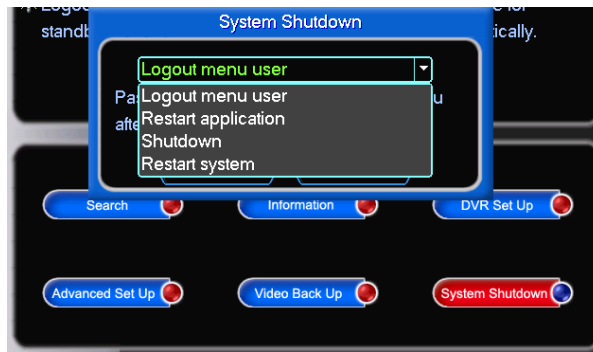 System Shutdown
standb
ically.
Logout menu user
Pa
u
Logout menu user
afte
Restart application
Shutdown
Restart system
Search
Information
DVR Set Up
Advanced Set Up
Video Back Up
System Shutdown